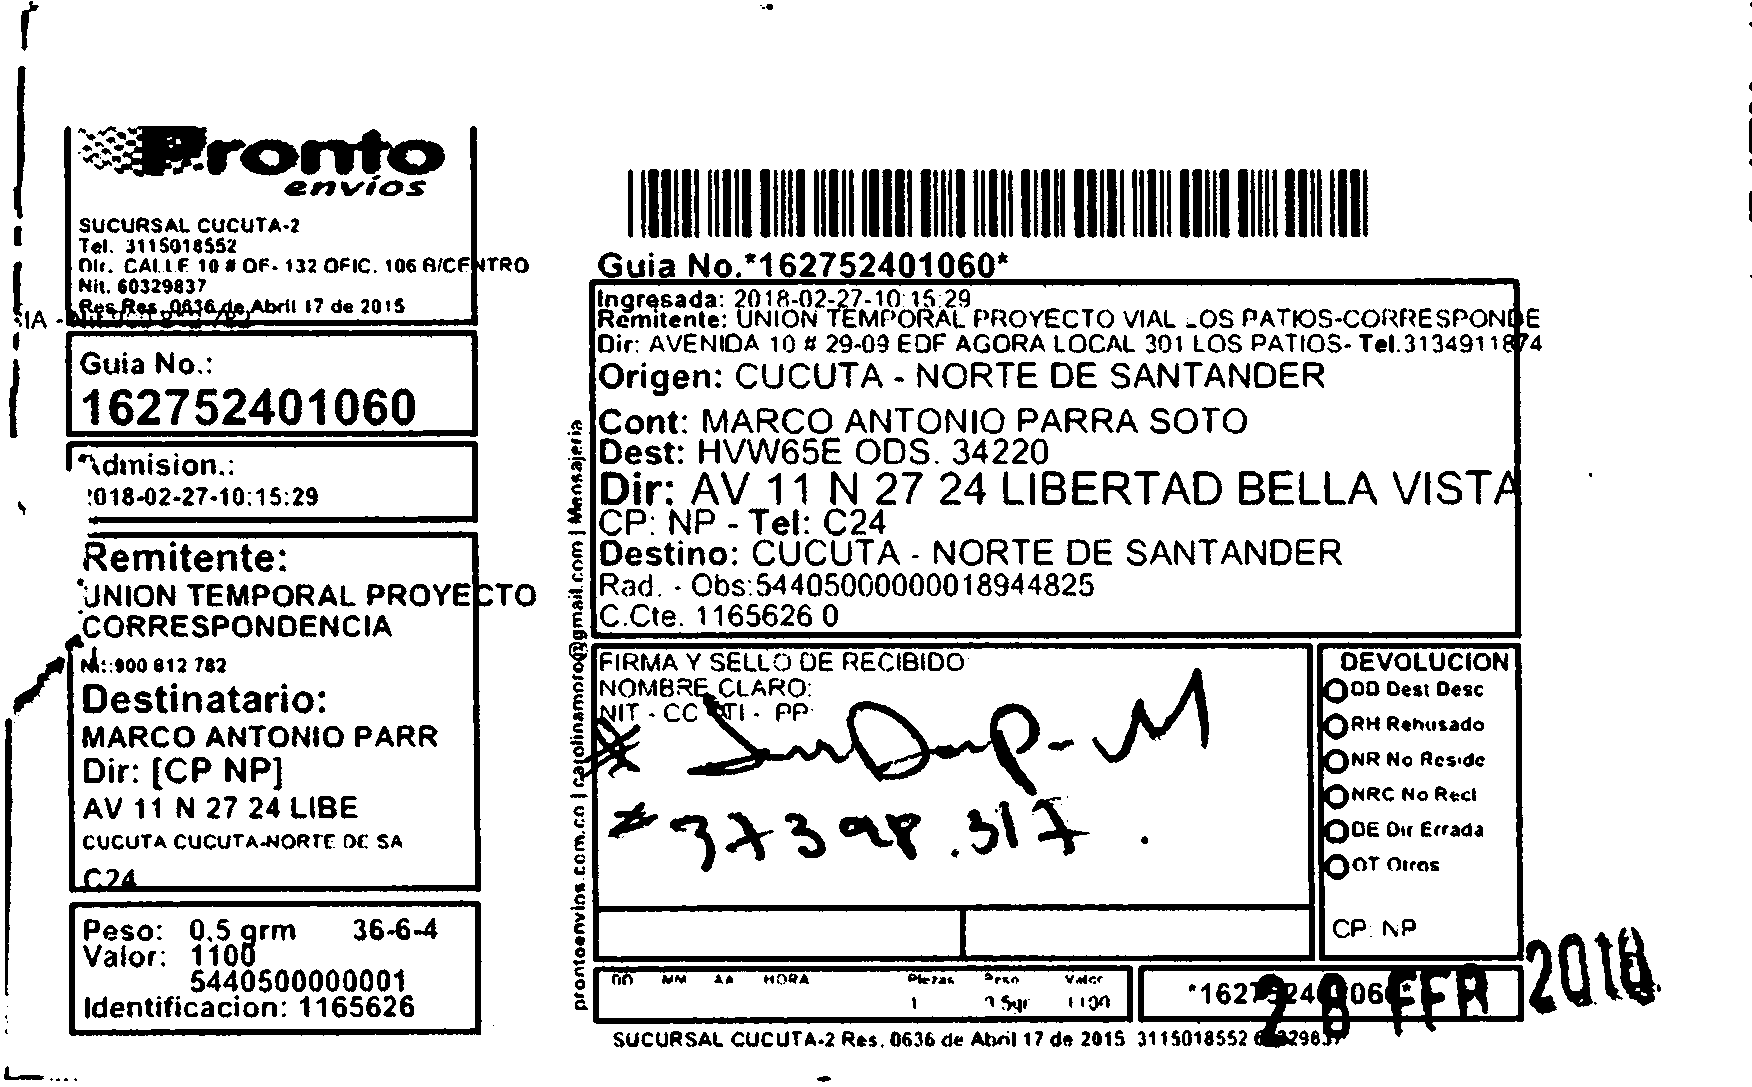 Pronto
envíos
SUCURSAL CUCUTA-2
Tel. 3115018552
Dir. CALLE 10 # OF- 132 OFIC. 106 B/CENTRO
Nit. 60329837
Res.Res. 0636 de Abril 17 de 2015
Guia No.:
162752401060
Admision.:
2018-02-27-10:15:29
Remitente:
UNION TEMPORAL PROYECTO
CORRESPONDENCIA
Nit.:900 812 782
Destinatario:
MARCO ANTONIO PARR
Dir: [CP NP]
AV 11 N 27 24 LIBE
CUCUTA CUCUTA-NORTE DE SA
C24
Peso: 0,5 grm 36-6-4
Valor: 1100
5440500000001
Identificacion: 1165626
prontoenvios.com.co | carolinamoro@gmail.com | Mensajeria
Guia No.*162752401060*
Ingresada: 2018-02-27-10:15:29
Remitente: UNION TEMPORAL PROYECTO VIAL LOS PATIOS-CORRESPONDE
Dir: AVENIDA 10 # 29-09 EDF AGORA LOCAL 301 LOS PATIOS- Tel.3134911874
Origen: CUCUTA - NORTE DE SANTANDER
Cont: MARCO ANTONIO PARRA SOTO
Dest: HVW65E ODS. 34220
Dir: AV 11 N 27 24 LIBERTAD BELLA VISTA
CP: NP - Tel: C24
Destino: CUCUTA - NORTE DE SANTANDER
Rad. - Obs:54405000000018944825
C.Cte. 1165626 0
FIRMA Y SELLO DE RECIBIDO
NOMBRE CLARO:
NIT - CC - TI - PP
# 37398.317.
DEVOLUCION
DD Dest Desc
RH Rehusado
NR No Reside
NRC No Recl
DE Dir Errada
OT Otros
CP: NP
DD MM AA HORA Piezas Peso Valor
1 0.5gr 1100
*162752401060*
28 FEB 2018
SUCURSAL CUCUTA-2 Res. 0636 de Abril 17 de 2015 3115018552 60329837